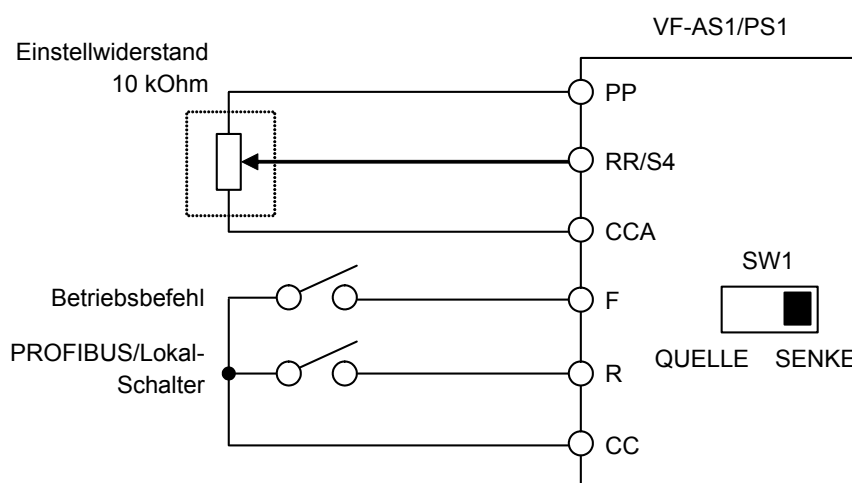 VF-AS1/PS1
Einstellwiderstand
10 kOhm
PP
RR/S4
CCA
SW1
Betriebsbefehl
F
PROFIBUS/Lokal-
Schalter
R
QUELLE SENKE
CC